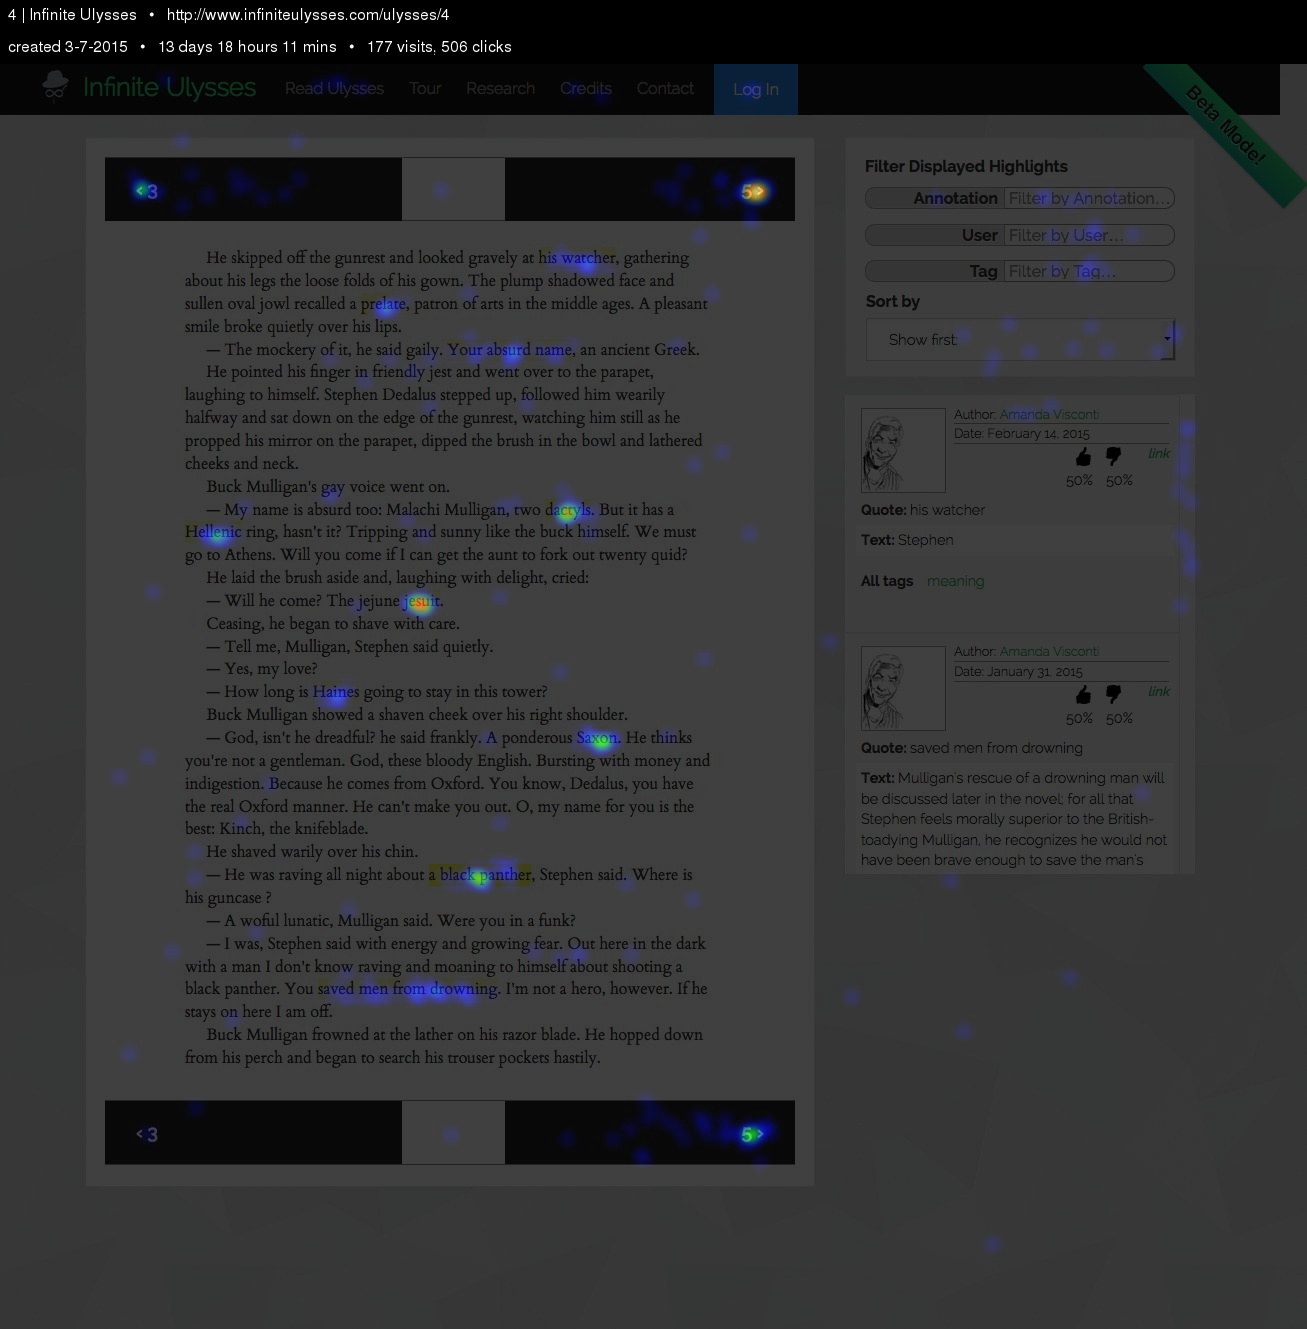 4 | Infinite Ulysses • http://www.infiniteulysses.com/ulysses/4
created 3-7-2015 • 13 days 18 hours 11 mins • 177 visits, 506 clicks
Infinite Ulysses Read Ulysses Tour Research Credits Contact Log In
Beta Mode!
< 3
5 >
He skipped off the gunrest and looked gravely at his watcher, gathering
about his legs the loose folds of his gown. The plump shadowed face and
sullen oval jowl recalled a prelate, patron of arts in the middle ages. A pleasant
smile broke quietly over his lips.
— The mockery of it, he said gaily. Your absurd name, an ancient Greek.
He pointed his finger in friendly jest and went over to the parapet,
laughing to himself. Stephen Dedalus stepped up, followed him wearily
halfway and sat down on the edge of the gunrest, watching him still as he
propped his mirror on the parapet, dipped the brush in the bowl and lathered
cheeks and neck.
Buck Mulligan's gay voice went on.
— My name is absurd too: Malachi Mulligan, two dactyls. But it has a
Hellenic ring, hasn't it? Tripping and sunny like the buck himself. We must
go to Athens. Will you come if I can get the aunt to fork out twenty quid?
He laid the brush aside and, laughing with delight, cried:
— Will he come? The jejune jesuit.
Ceasing, he began to shave with care.
— Tell me, Mulligan, Stephen said quietly.
— Yes, my love?
— How long is Haines going to stay in this tower?
Buck Mulligan showed a shaven cheek over his right shoulder.
— God, isn't he dreadful? he said frankly. A ponderous Saxon. He thinks
you're not a gentleman. God, these bloody English. Bursting with money and
indigestion. Because he comes from Oxford. You know, Dedalus, you have
the real Oxford manner. He can't make you out. O, my name for you is the
best: Kinch, the knifeblade.
He shaved warily over his chin.
— He was raving all night about a black panther, Stephen said. Where is
his guncase ?
— A woful lunatic, Mulligan said. Were you in a funk?
— I was, Stephen said with energy and growing fear. Out here in the dark
with a man I don't know raving and moaning to himself about shooting a
black panther. You saved men from drowning. I'm not a hero, however. If he
stays on here I am off.
Buck Mulligan frowned at the lather on his razor blade. He hopped down
from his perch and began to search his trouser pockets hastily.
< 3
5 >
Filter Displayed Highlights
Annotation Filter by Annotation...
User Filter by User...
Tag Filter by Tag...
Sort by
Show first:
Author: Amanda Visconti
Date: February 14, 2015
link
50% 50%
Quote: his watcher
Text: Stephen
All tags meaning
Author: Amanda Visconti
Date: January 31, 2015
link
50% 50%
Quote: saved men from drowning
Text: Mulligan's rescue of a drowning man will
be discussed later in the novel; for all that
Stephen feels morally superior to the British-
toadying Mulligan, he recognizes he would not
have been brave enough to save the man's